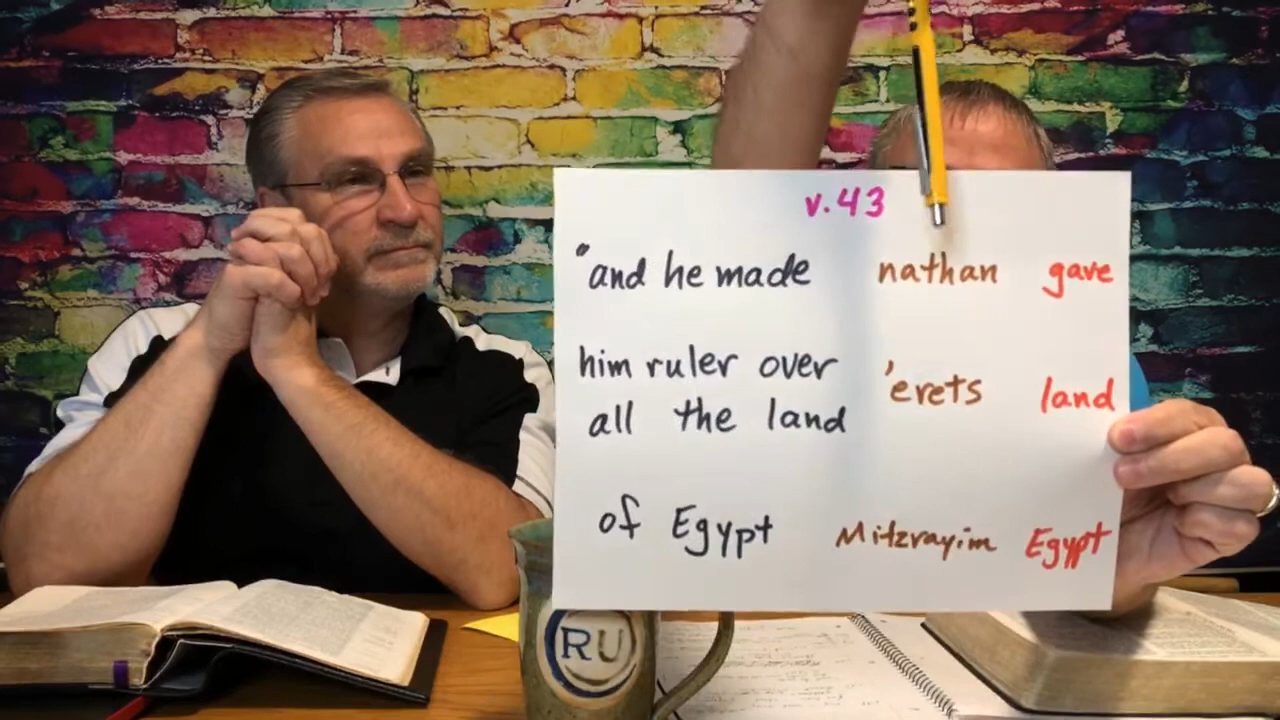 v.43
"and he made nathan gave
him ruler over
all the land 'erets land
of Egypt Mitzrayim Egypt
RU